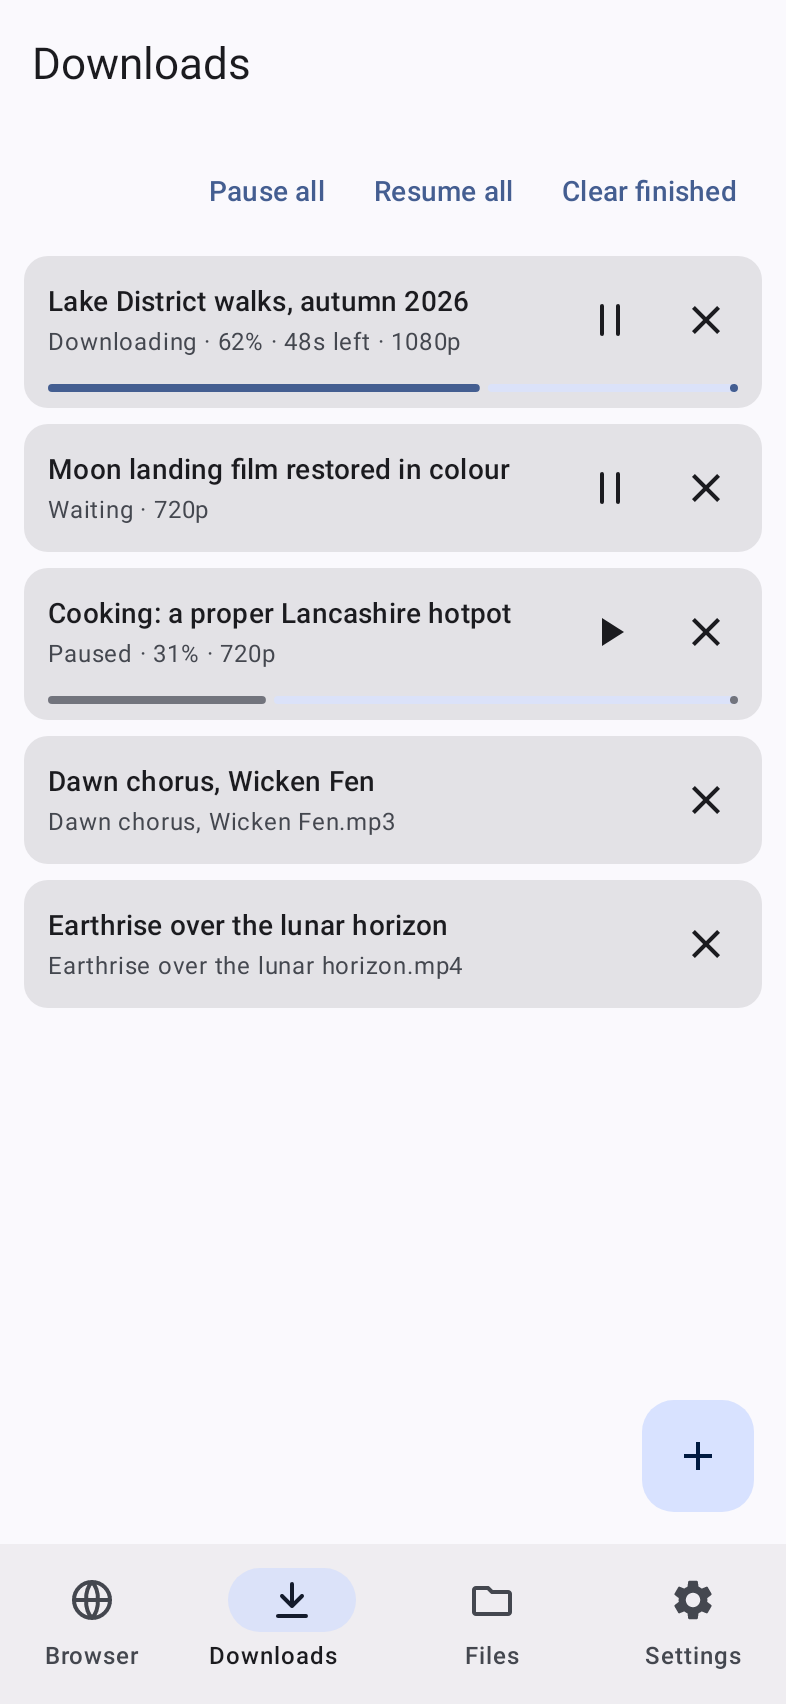 Downloads
Pause all
Resume all
Clear finished
Lake District walks, autumn 2026
Downloading · 62% · 48s left · 1080p
Moon landing film restored in colour
Waiting · 720p
Cooking: a proper Lancashire hotpot
Paused · 31% · 720p
Dawn chorus, Wicken Fen
Dawn chorus, Wicken Fen.mp3
Earthrise over the lunar horizon
Earthrise over the lunar horizon.mp4
Browser
Downloads
Files
Settings